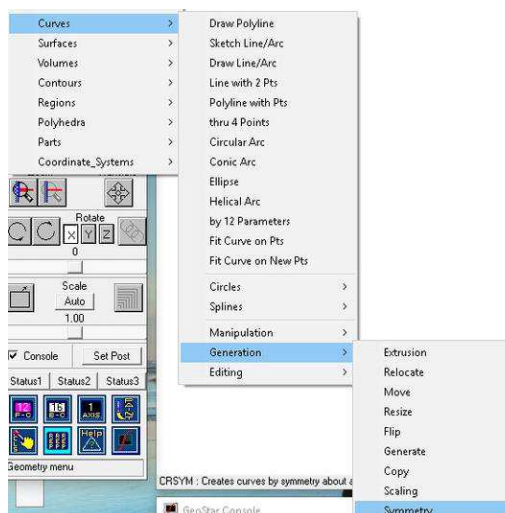 Curves
Surfaces
Volumes
Contours
Regions
Polyhedra
Parts
Coordinate_Systems
Draw Polyline
Sketch Line/Arc
Draw Line/Arc
Line with 2 Pts
Polyline with Pts
thru 4 Points
Circular Arc
Conic Arc
Ellipse
Helical Arc
by 12 Parameters
Fit Curve on Pts
Fit Curve on New Pts
Circles
Splines
Manipulation
Generation
Editing
Extrusion
Relocate
Move
Resize
Flip
Generate
Copy
Scaling
Symmetry
Rotate
X Y Z
0
Scale
Auto
1.00
Console Set Post
Status1 Status2 Status3
Help
Geometry menu
CRSYM : Creates curves by symmetry about a
GeoStar Console